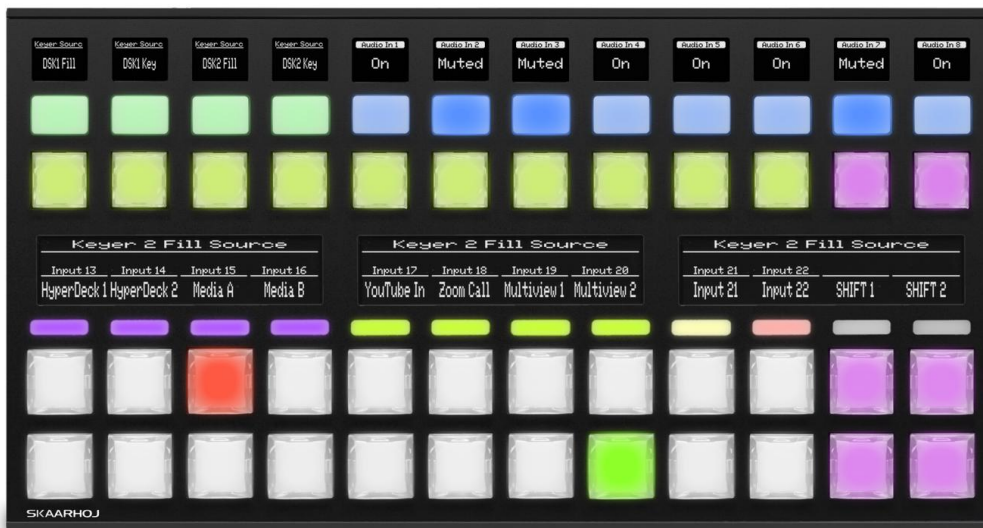 Keyer Sourc Keyer Sourc Keyer Sourc Keyer Sourc Audio In 1 Audio In 2 Audio In 3 Audio In 4 Audio In 5 Audio In 6 Audio In 7 Audio In 8
DSK1 Fill DSK1 Key DSK2 Fill DSK2 Key On Muted Muted On On On Muted On
Keyer 2 Fill Source Keyer 2 Fill Source Keyer 2 Fill Source
Input 13 Input 14 Input 15 Input 16 Input 17 Input 18 Input 19 Input 20 Input 21 Input 22
HyperDeck 1 HyperDeck 2 Media A Media B YouTube In Zoom Call Multiview 1 Multiview 2 Input 21 Input 22 SHIFT 1 SHIFT 2
SKAARHOJ